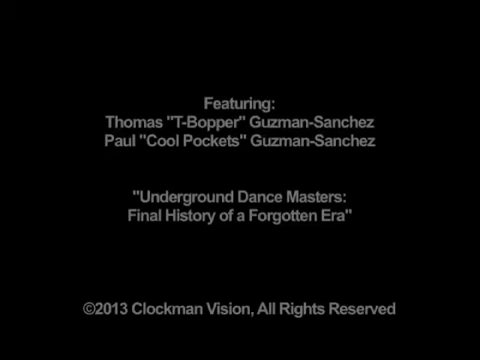 Featuring:
Thomas "T-Bopper" Guzman-Sanchez
Paul "Cool Pockets" Guzman-Sanchez
"Underground Dance Masters:
Final History of a Forgotten Era"
©2013 Clockman Vision, All Rights Reserved